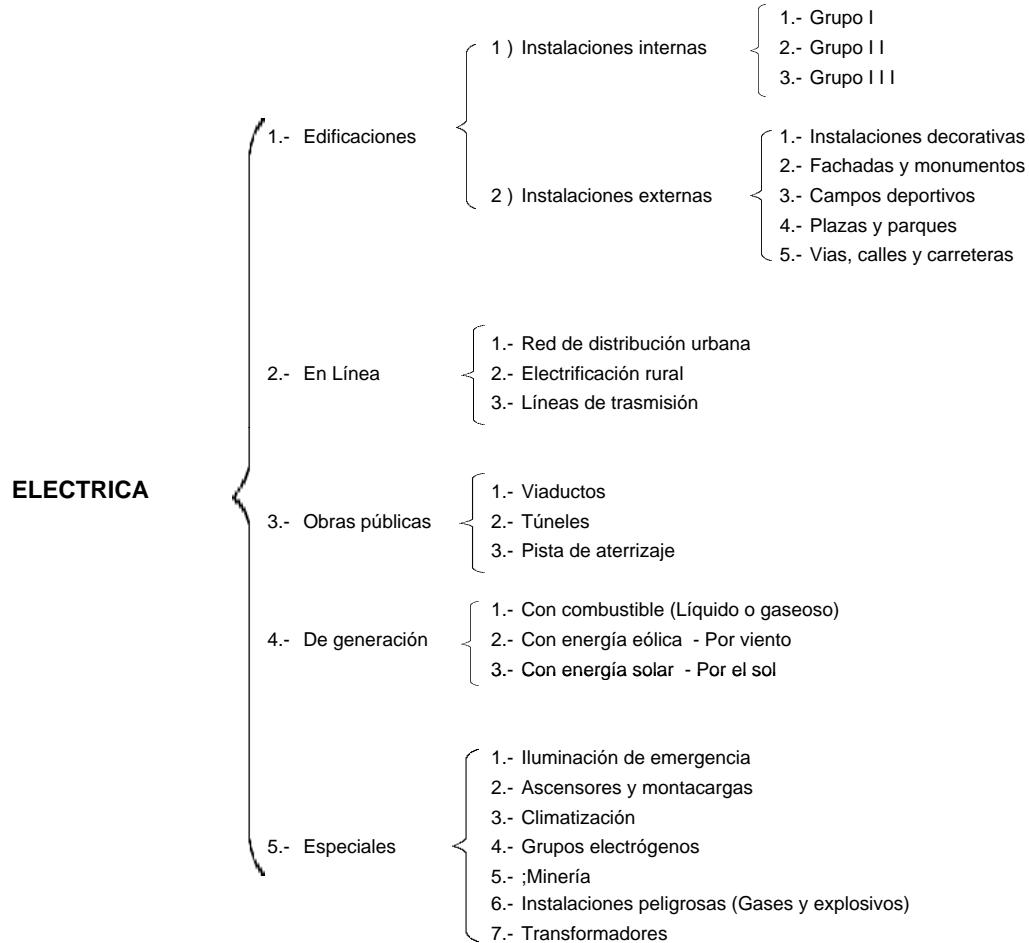 ELECTRICA
1.- Edificaciones
1 ) Instalaciones internas
1.- Grupo I
2.- Grupo I I
3.- Grupo I I I
2 ) Instalaciones externas
1.- Instalaciones decorativas
2.- Fachadas y monumentos
3.- Campos deportivos
4.- Plazas y parques
5.- Vias, calles y carreteras
2.- En Línea
1.- Red de distribución urbana
2.- Electrificación rural
3.- Líneas de trasmisión
3.- Obras públicas
1.- Viaductos
2.- Túneles
3.- Pista de aterrizaje
4.- De generación
1.- Con combustible (Líquido o gaseoso)
2.- Con energía eólica - Por viento
3.- Con energía solar - Por el sol
5.- Especiales
1.- Iluminación de emergencia
2.- Ascensores y montacargas
3.- Climatización
4.- Grupos electrógenos
5.- ;Minería
6.- Instalaciones peligrosas (Gases y explosivos)
7.- Transformadores